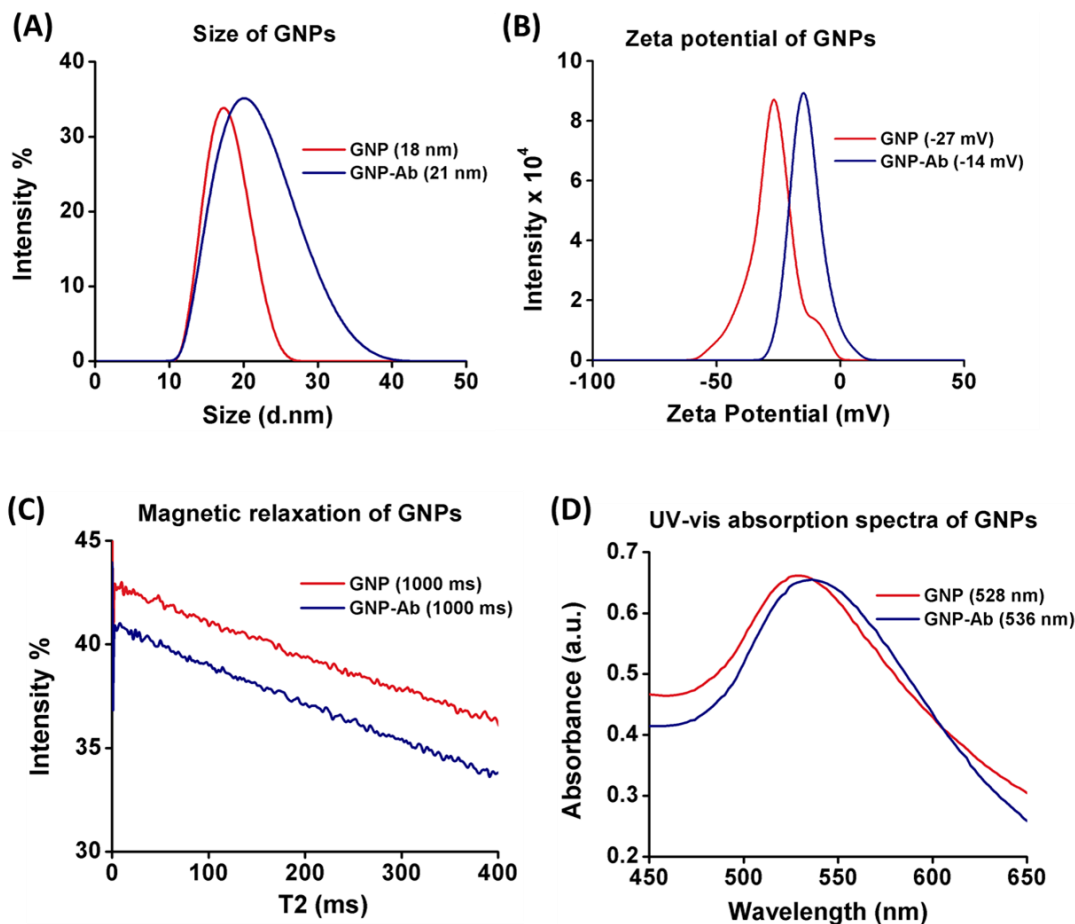 (A)
Size of GNPs
Intensity %
40
30
20
10
0
GNP (18 nm)
GNP-Ab (21 nm)
0 10 20 30 40 50
Size (d.nm)
(B)
Zeta potential of GNPs
Intensity x 10⁴
10
8
6
4
2
0
GNP (-27 mV)
GNP-Ab (-14 mV)
-100 -50 0 50
Zeta Potential (mV)
(C)
Magnetic relaxation of GNPs
Intensity %
45
40
35
30
GNP (1000 ms)
GNP-Ab (1000 ms)
0 100 200 300 400
T2 (ms)
(D)
UV-vis absorption spectra of GNPs
Absorbance (a.u.)
0.7
0.6
0.5
0.4
0.3
0.2
GNP (528 nm)
GNP-Ab (536 nm)
450 500 550 600 650
Wavelength (nm)